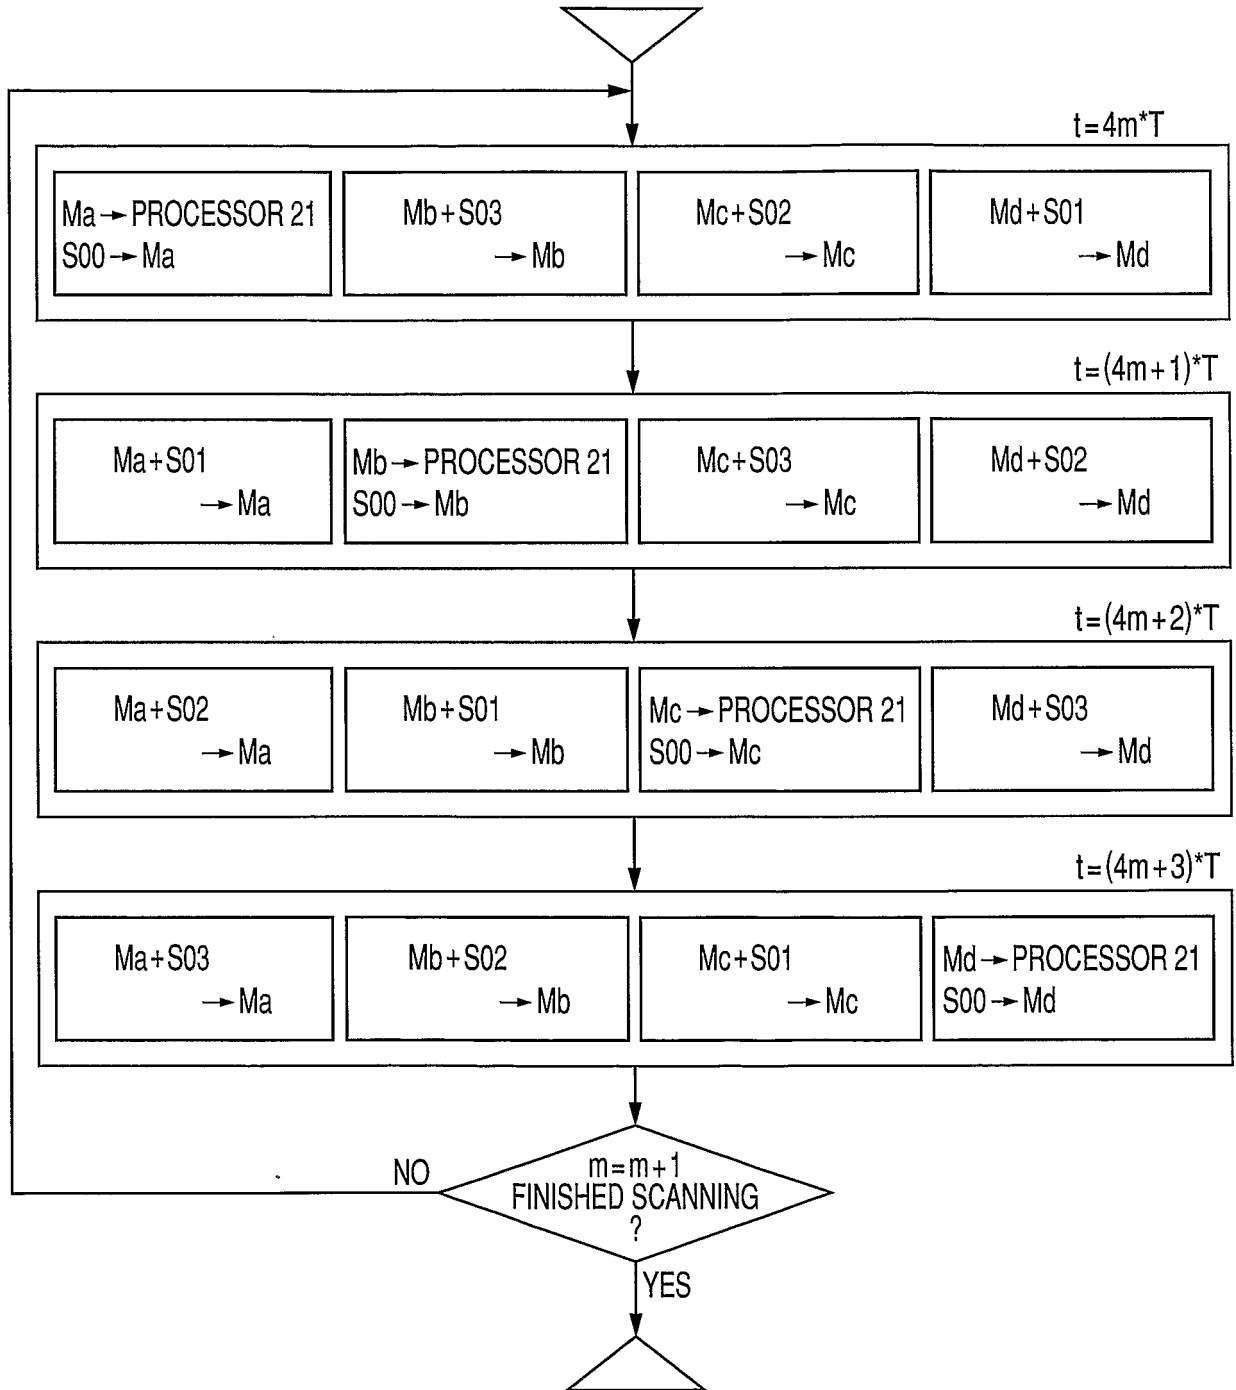 t=4m*T
Ma→PROCESSOR 21
S00→Ma
Mb+S03
→Mb
Mc+S02
→Mc
Md+S01
→Md
t=(4m+1)*T
Ma+S01
→Ma
Mb→PROCESSOR 21
S00→Mb
Mc+S03
→Mc
Md+S02
→Md
t=(4m+2)*T
Ma+S02
→Ma
Mb+S01
→Mb
Mc→PROCESSOR 21
S00→Mc
Md+S03
→Md
t=(4m+3)*T
Ma+S03
→Ma
Mb+S02
→Mb
Mc+S01
→Mc
Md→PROCESSOR 21
S00→Md
NO
m=m+1
FINISHED SCANNING
?
YES